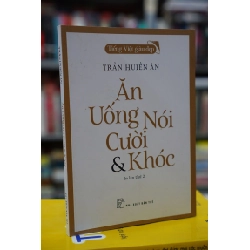 Tiếng Việt giàu đẹp
TRẦN HUIỀN ÂN
Ăn
Uống Nói
Cười
& Khóc